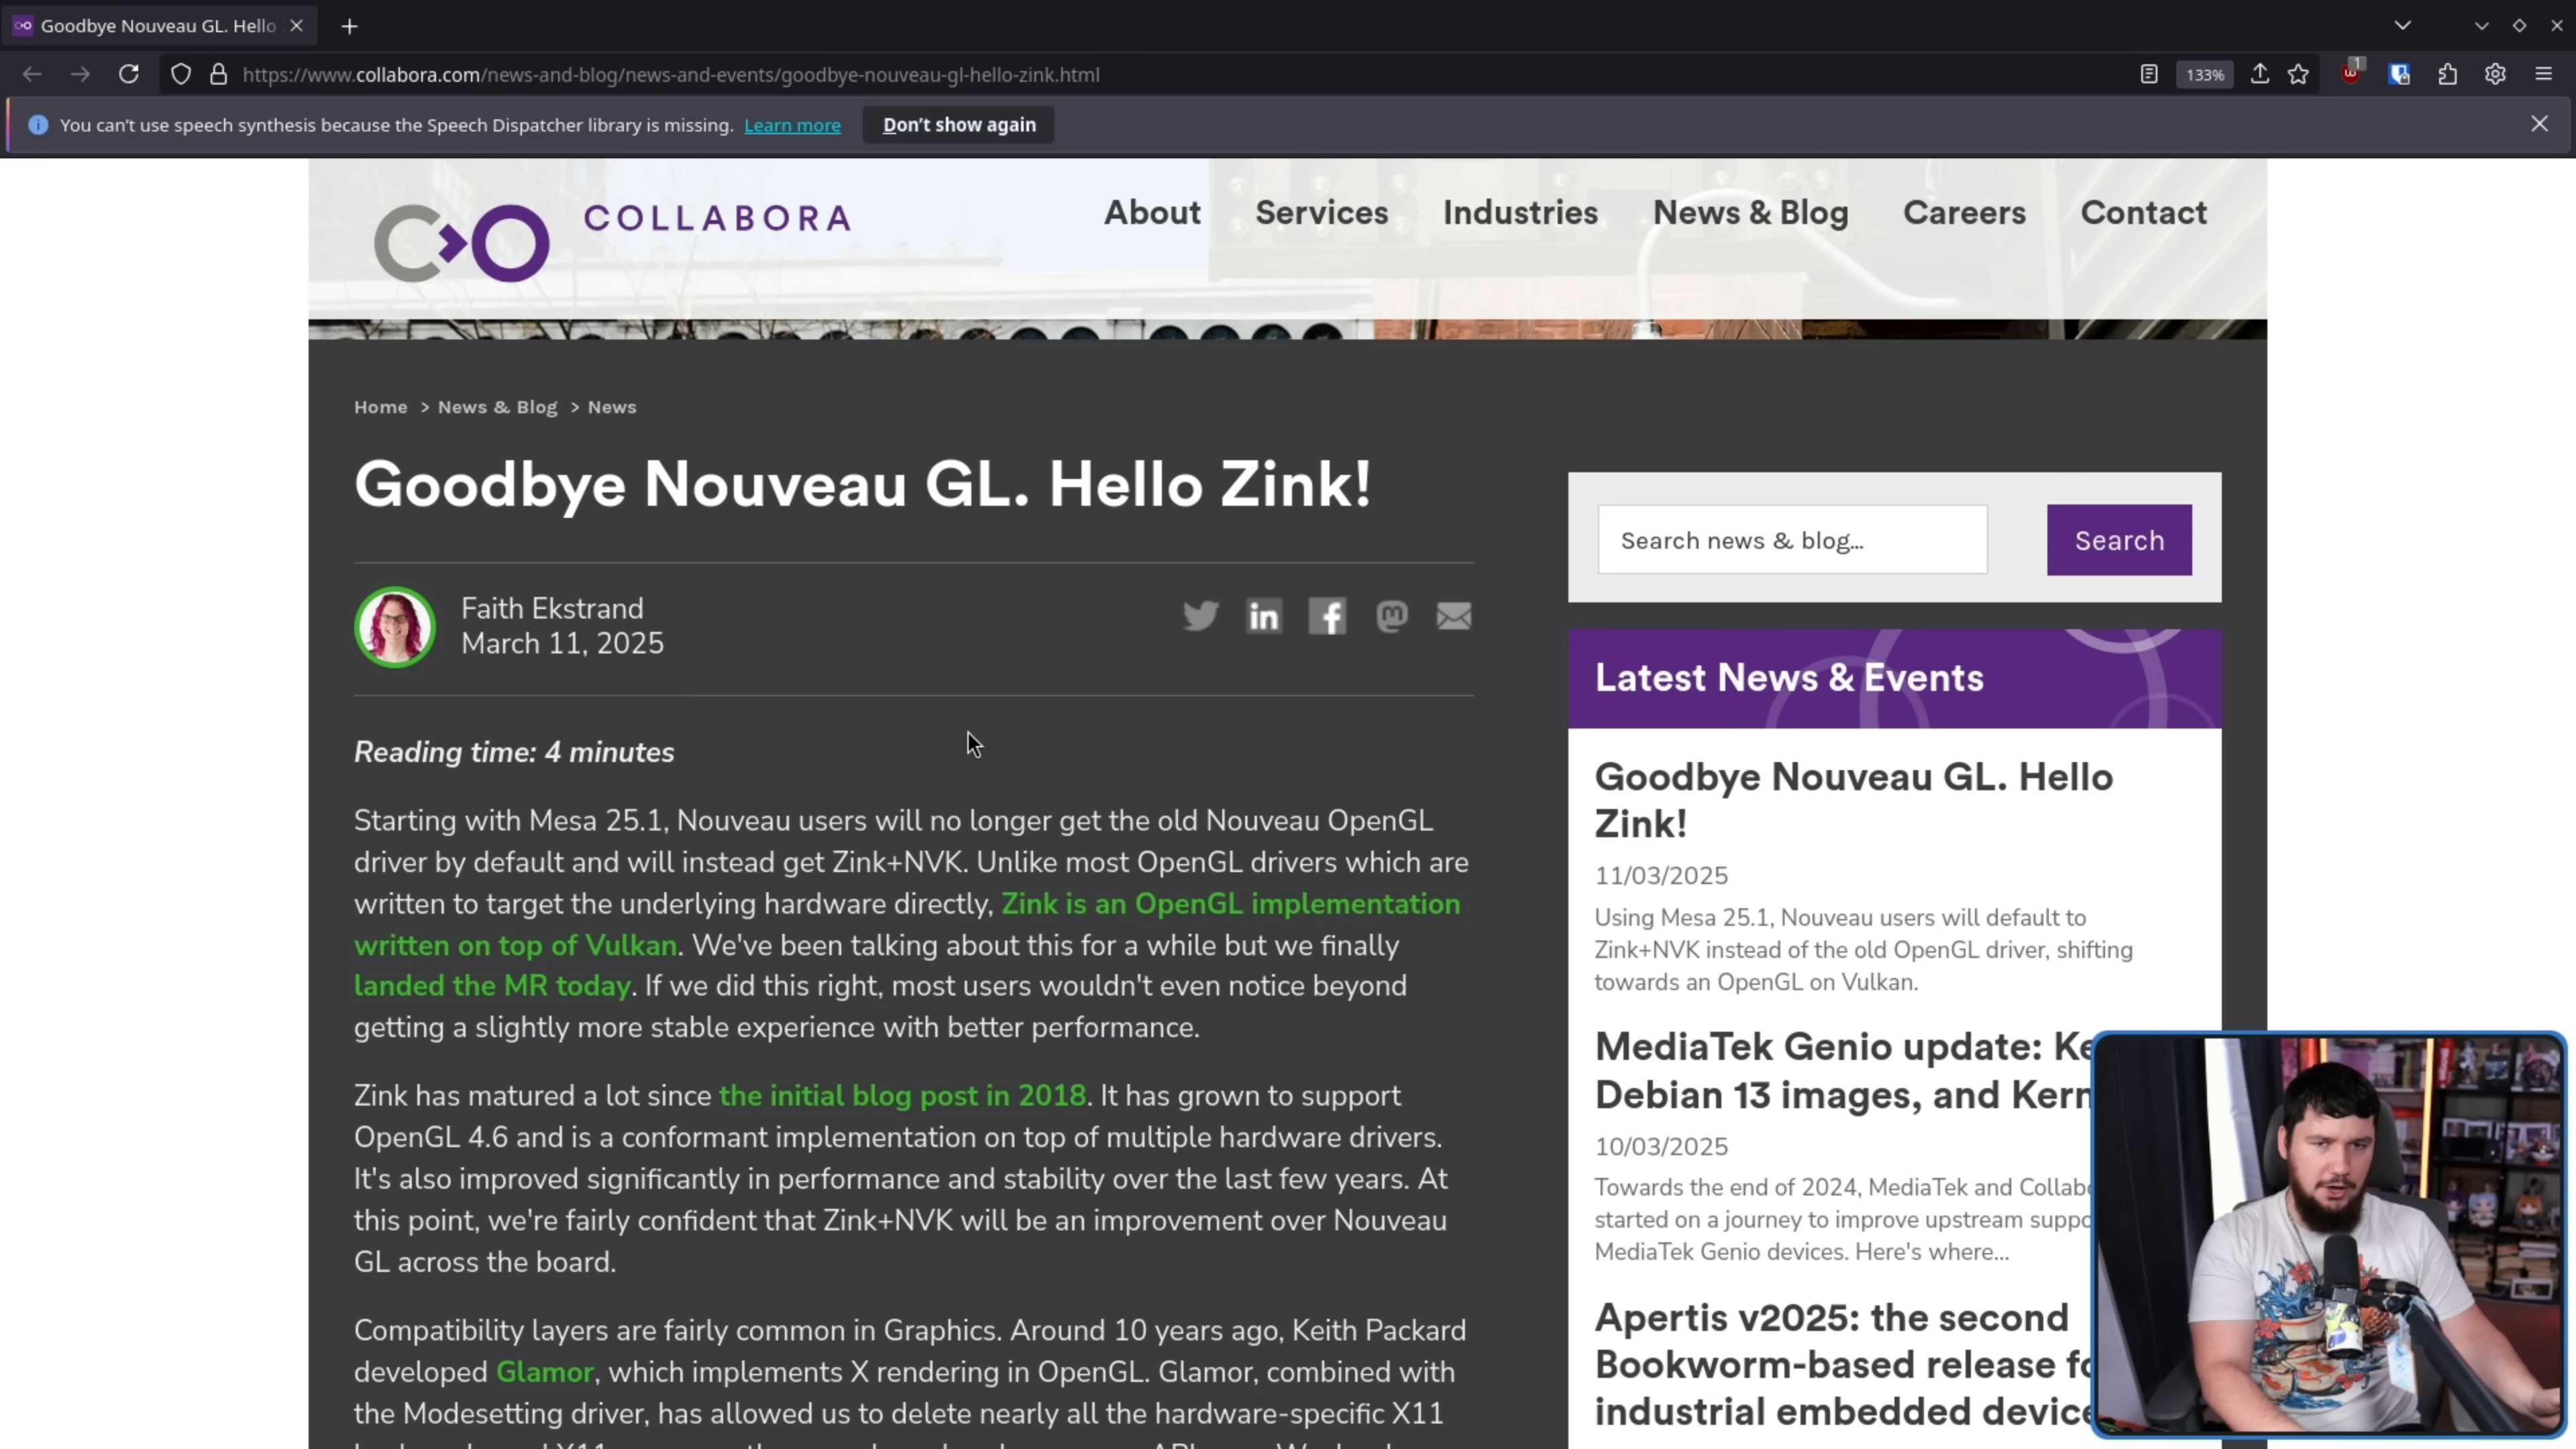 Goodbye Nouveau GL. Hello
https://www.collabora.com/news-and-blog/news-and-events/goodbye-nouveau-gl-hello-zink.html
133%
1
You can't use speech synthesis because the Speech Dispatcher library is missing. Learn more Don't show again
COLLABORA
About Services Industries News & Blog Careers Contact
Home > News & Blog > News
Goodbye Nouveau GL. Hello Zink!
Faith Ekstrand
March 11, 2025
Reading time: 4 minutes
Starting with Mesa 25.1, Nouveau users will no longer get the old Nouveau OpenGL
driver by default and will instead get Zink+NVK. Unlike most OpenGL drivers which are
written to target the underlying hardware directly, Zink is an OpenGL implementation
written on top of Vulkan. We've been talking about this for a while but we finally
landed the MR today. If we did this right, most users wouldn't even notice beyond
getting a slightly more stable experience with better performance.
Zink has matured a lot since the initial blog post in 2018. It has grown to support
OpenGL 4.6 and is a conformant implementation on top of multiple hardware drivers.
It's also improved significantly in performance and stability over the last few years. At
this point, we're fairly confident that Zink+NVK will be an improvement over Nouveau
GL across the board.
Compatibility layers are fairly common in Graphics. Around 10 years ago, Keith Packard
developed Glamor, which implements X rendering in OpenGL. Glamor, combined with
the Modesetting driver, has allowed us to delete nearly all the hardware-specific X11
Search news & blog...
Search
Latest News & Events
Goodbye Nouveau GL. Hello
Zink!
11/03/2025
Using Mesa 25.1, Nouveau users will default to
Zink+NVK instead of the old OpenGL driver, shifting
towards an OpenGL on Vulkan.
MediaTek Genio update: Ke
Debian 13 images, and Kern
10/03/2025
Towards the end of 2024, MediaTek and Collab
started on a journey to improve upstream suppo
MediaTek Genio devices. Here's where...
Apertis v2025: the second
Bookworm-based release fo
industrial embedded device